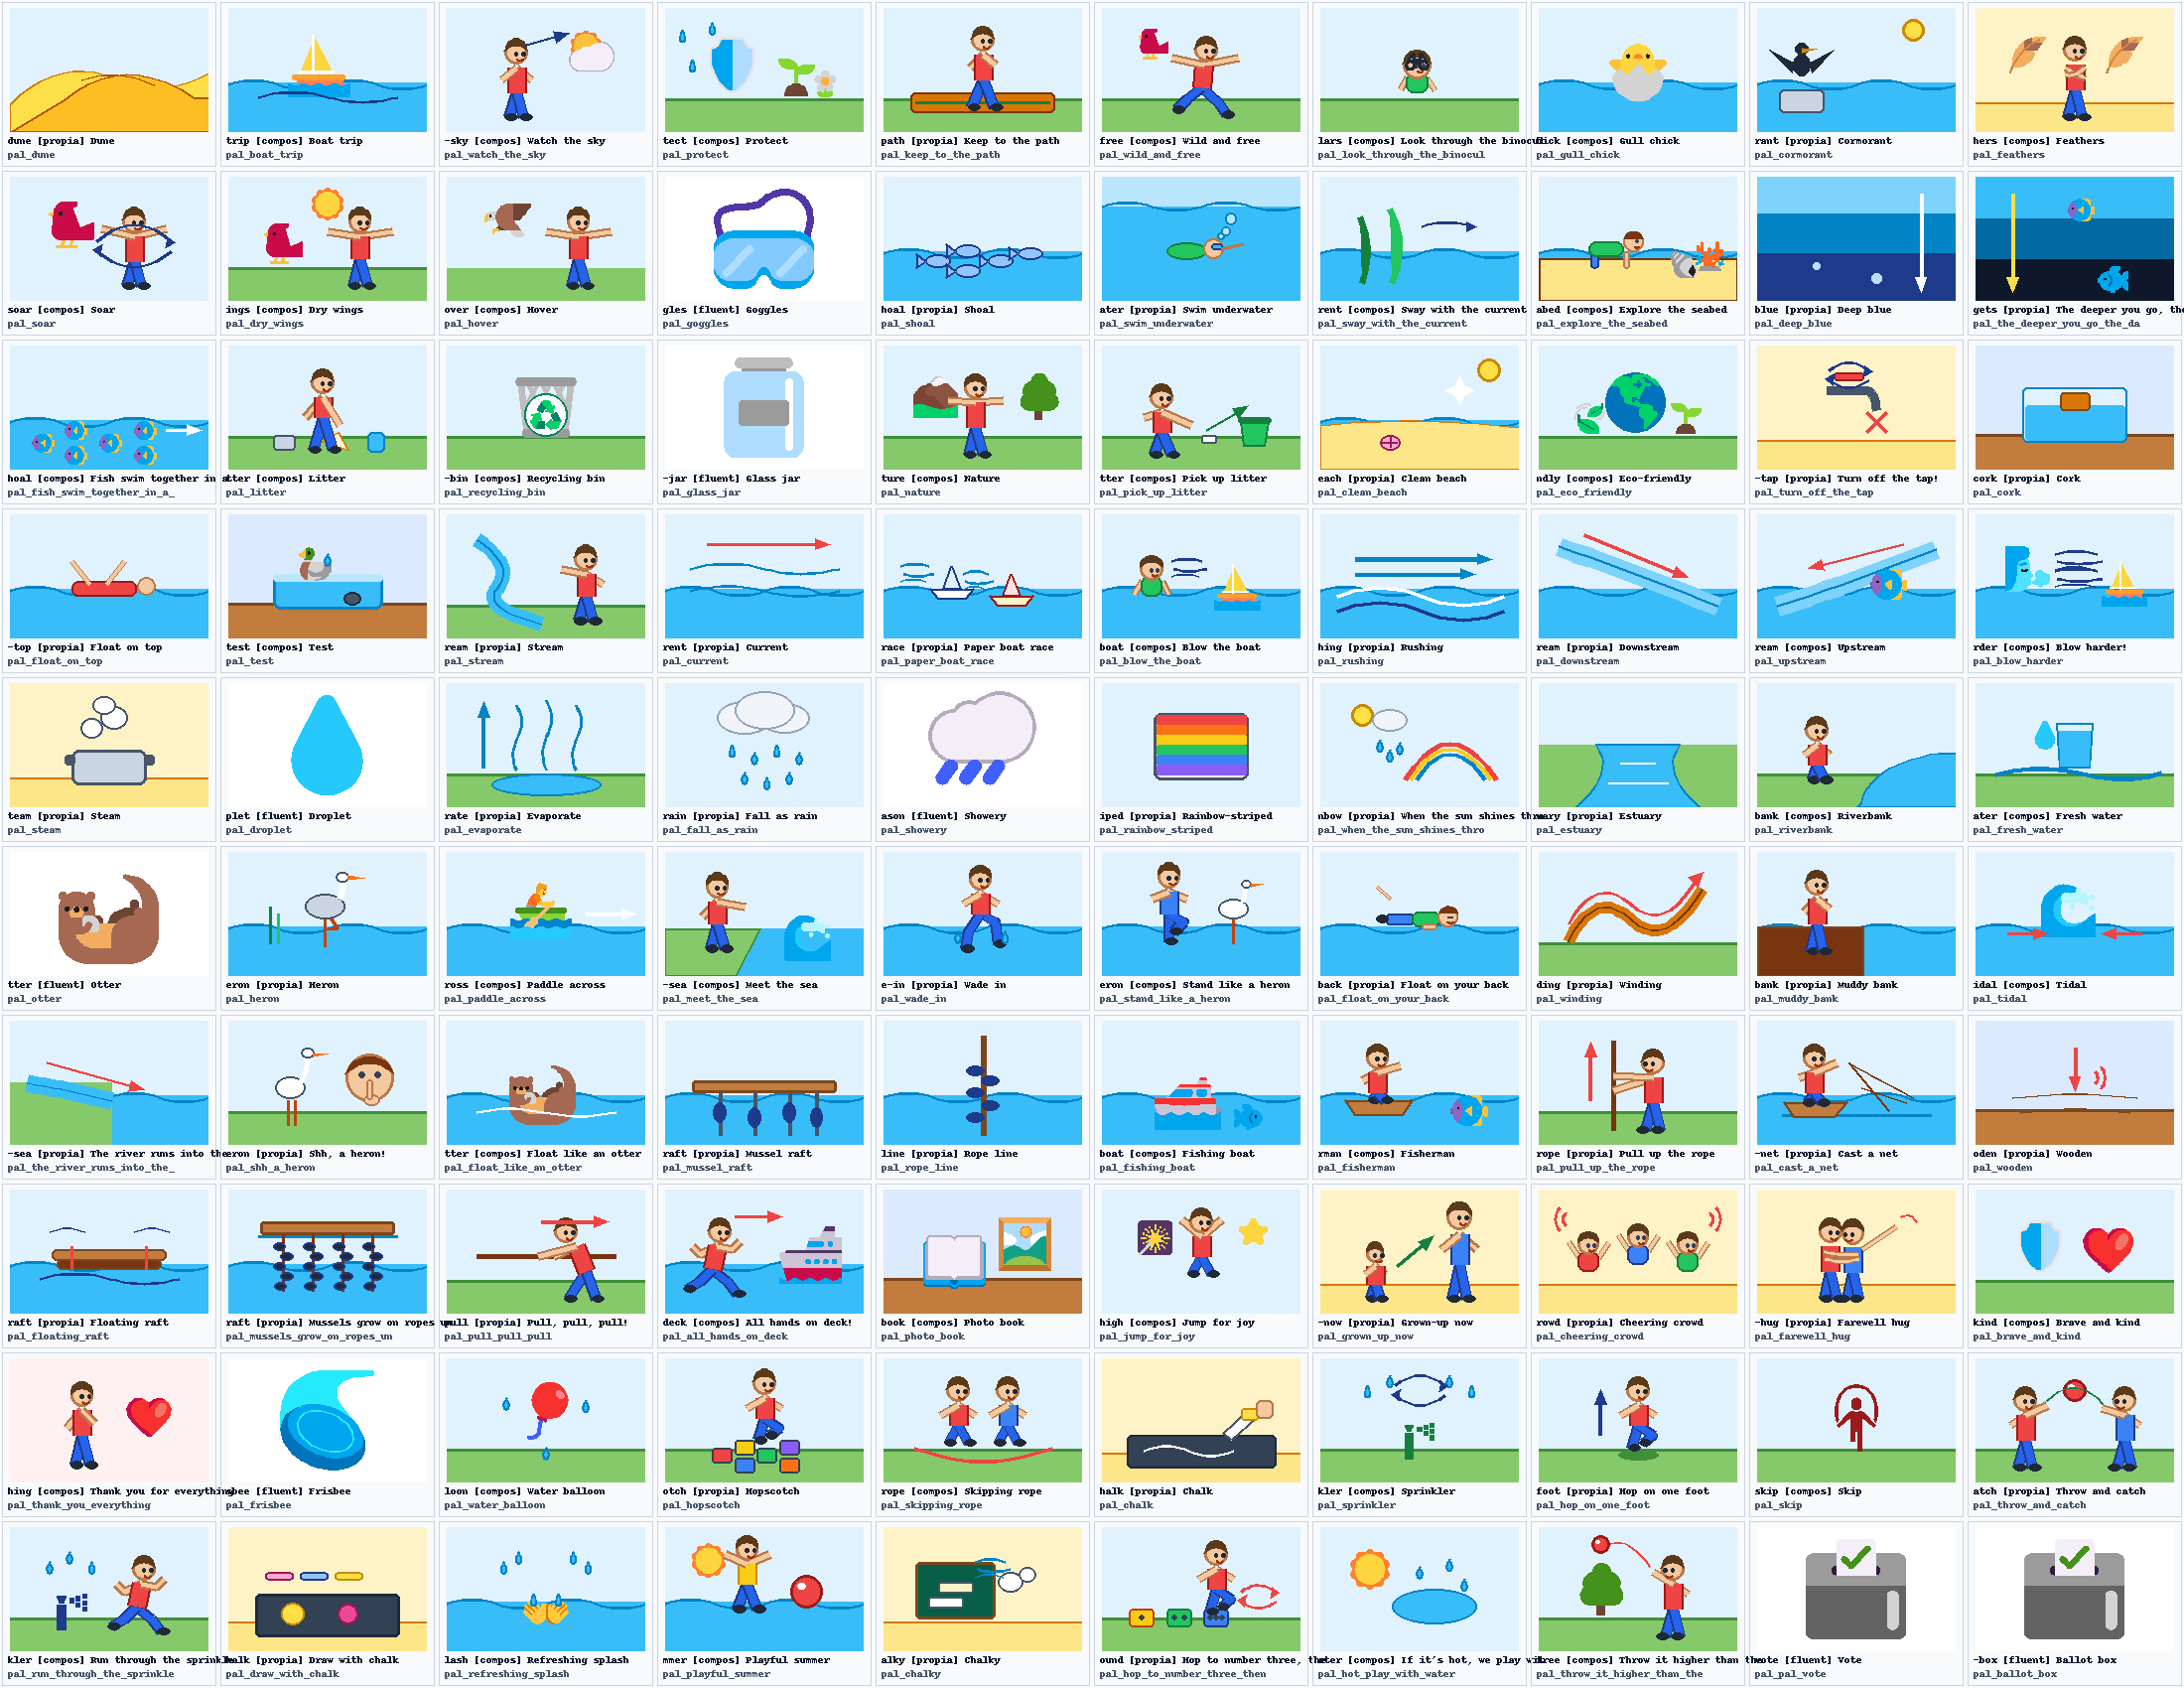 dune [propia] Dune
pal_dune
trip [compos] Boat trip
pal_boat_trip
-sky [compos] Watch the sky
pal_watch_the_sky
tect [compos] Protect
pal_protect
path [propia] Keep to the path
pal_keep_to_the_path
free [compos] Wild and free
pal_wild_and_free
lars [compos] Look through the binocul
pal_look_through_the_binocul
hick [compos] Gull chick
pal_gull_chick
rant [propia] Cormorant
pal_cormorant
hers [compos] Feathers
pal_feathers
soar [compos] Soar
pal_soar
ings [compos] Dry wings
pal_dry_wings
over [compos] Hover
pal_hover
gles [fluent] Goggles
pal_goggles
hoal [propia] Shoal
pal_shoal
ater [propia] Swim underwater
pal_swim_underwater
rent [propia] Sway with the current
pal_sway_with_the_current
abed [compos] Explore the seabed
pal_explore_the_seabed
blue [propia] Deep blue
pal_deep_blue
gets [propia] The deeper you go, the
pal_the_deeper_you_go_the_da
hoal [compos] Fish swim together in a
pal_fish_swim_together_in_a_
tter [compos] Litter
pal_litter
-bin [compos] Recycling bin
pal_recycling_bin
-jar [fluent] Glass jar
pal_glass_jar
ture [compos] Nature
pal_nature
tter [compos] Pick up litter
pal_pick_up_litter
each [propia] Clean beach
pal_clean_beach
ndly [compos] Eco-friendly
pal_eco_friendly
-tap [propia] Turn off the tap!
pal_turn_off_the_tap
cork [propia] Cork
pal_cork
-top [propia] Float on top
pal_float_on_top
test [compos] Test
pal_test
ream [propia] Stream
pal_stream
rent [propia] Current
pal_current
race [propia] Paper boat race
pal_paper_boat_race
boat [compos] Blow the boat
pal_blow_the_boat
hing [propia] Rushing
pal_rushing
ream [propia] Downstream
pal_downstream
ream [compos] Upstream
pal_upstream
rder [compos] Blow harder!
pal_blow_harder
team [propia] Steam
pal_steam
plet [fluent] Droplet
pal_droplet
rate [propia] Evaporate
pal_evaporate
rain [propia] Fall as rain
pal_fall_as_rain
ason [fluent] Showery
pal_showery
iped [propia] Rainbow-striped
pal_rainbow_striped
nbow [propia] When the sun shines thro
pal_when_the_sun_shines_thro
uary [propia] Estuary
pal_estuary
bank [compos] Riverbank
pal_riverbank
ater [compos] Fresh water
pal_fresh_water
tter [fluent] Otter
pal_otter
eron [propia] Heron
pal_heron
ross [compos] Paddle across
pal_paddle_across
-sea [compos] Meet the sea
pal_meet_the_sea
e-in [propia] Wade in
pal_wade_in
eron [compos] Stand like a heron
pal_stand_like_a_heron
back [propia] Float on your back
pal_float_on_your_back
ding [propia] Winding
pal_winding
bank [propia] Muddy bank
pal_muddy_bank
idal [compos] Tidal
pal_tidal
-sea [propia] The river runs into the
pal_the_river_runs_into_the_
eron [propia] Shh, a heron!
pal_shh_a_heron
tter [compos] Float like an otter
pal_float_like_an_otter
raft [propia] Mussel raft
pal_mussel_raft
line [propia] Rope line
pal_rope_line
boat [compos] Fishing boat
pal_fishing_boat
rman [compos] Fisherman
pal_fisherman
rope [propia] Pull up the rope
pal_pull_up_the_rope
-net [propia] Cast a net
pal_cast_a_net
oden [propia] Wooden
pal_wooden
raft [propia] Floating raft
pal_floating_raft
raft [propia] Mussels grow on ropes un
pal_mussels_grow_on_ropes_un
pull [propia] Pull, pull, pull!
pal_pull_pull_pull
deck [compos] All hands on deck!
pal_all_hands_on_deck
book [compos] Photo book
pal_photo_book
high [compos] Jump for joy
pal_jump_for_joy
-now [propia] Grown-up now
pal_grown_up_now
rowd [propia] Cheering crowd
pal_cheering_crowd
-hug [propia] Farewell hug
pal_farewell_hug
kind [compos] Brave and kind
pal_brave_and_kind
hing [compos] Thank you for everything
pal_thank_you_everything
sbee [fluent] Frisbee
pal_frisbee
loon [compos] Water balloon
pal_water_balloon
otch [propia] Hopscotch
pal_hopscotch
rope [compos] Skipping rope
pal_skipping_rope
halk [propia] Chalk
pal_chalk
kler [compos] Sprinkler
pal_sprinkler
foot [propia] Hop on one foot
pal_hop_on_one_foot
skip [compos] Skip
pal_skip
atch [propia] Throw and catch
pal_throw_and_catch
kler [compos] Run through the sprinkle
pal_run_through_the_sprinkle
halk [propia] Draw with chalk
pal_draw_with_chalk
lash [compos] Refreshing splash
pal_refreshing_splash
mmer [compos] Playful summer
pal_playful_summer
alky [propia] Chalky
pal_chalky
ound [propia] Hop to number three, the
pal_hop_to_number_three_then
ater [compos] If it's hot, we play wit
pal_hot_play_with_water
tree [compos] Throw it higher than the
pal_throw_it_higher_than_the
vote [fluent] Vote
pal_pal_vote
-box [fluent] Ballot box
pal_ballot_box